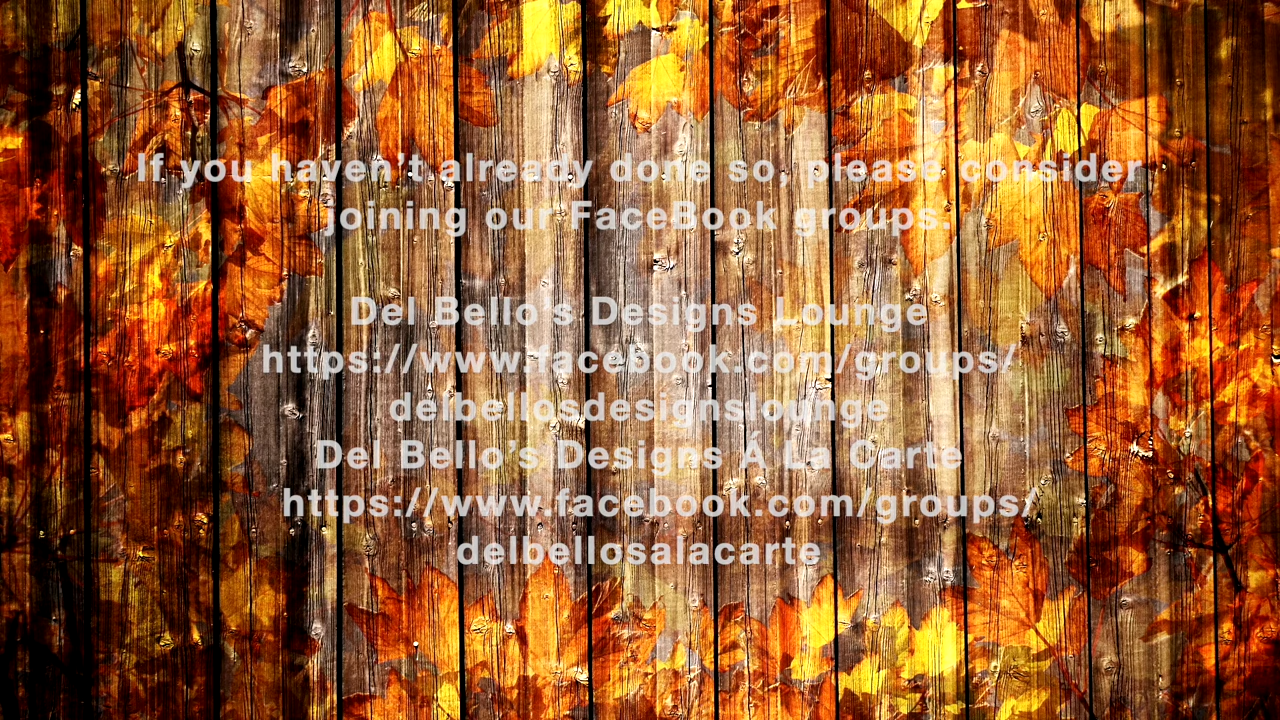 If you haven’t already done so, please consider
joining our FaceBook groups.
Del Bello’s Designs Lounge
https://www.facebook.com/groups/
delbellosdesignslounge
Del Bello’s Designs Á La Carte
https://www.facebook.com/groups/
delbellosalacarte